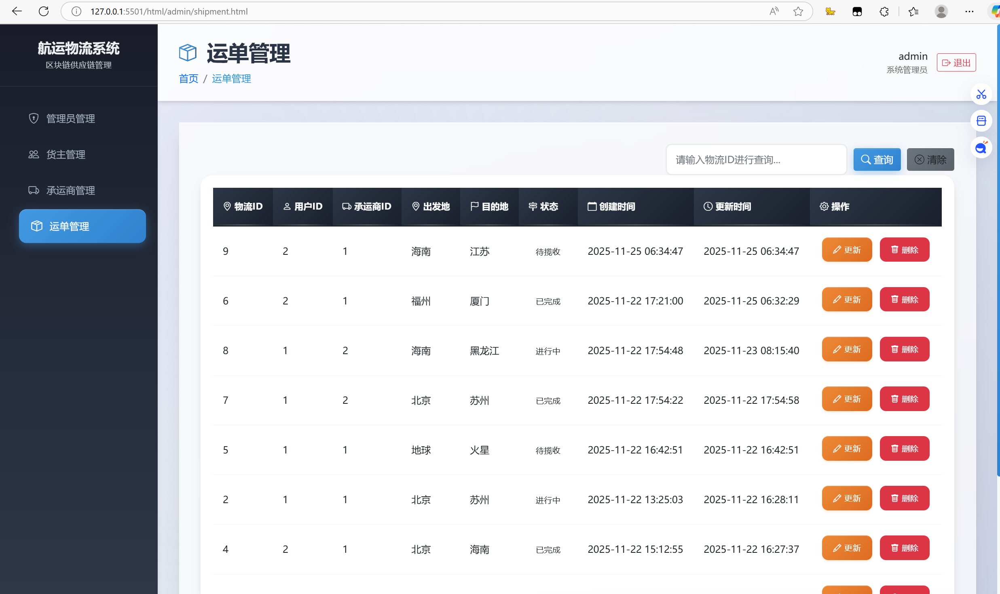 127.0.0.1:5501/html/admin/shipment.html
航运物流系统
区块链供应链管理
管理员管理
货主管理
承运商管理
运单管理
运单管理
首页 / 运单管理
admin
系统管理员
退出
请输入物流ID进行查询...
查询
清除
物流ID 用户ID 承运商ID 出发地 目的地 状态 创建时间 更新时间 操作
9 2 1 海南 江苏 待揽收 2025-11-25 06:34:47 2025-11-25 06:34:47 更新 删除
6 2 1 福州 厦门 已完成 2025-11-22 17:21:00 2025-11-25 06:32:29 更新 删除
8 1 2 海南 黑龙江 进行中 2025-11-22 17:54:48 2025-11-23 08:15:40 更新 删除
7 1 2 北京 苏州 已完成 2025-11-22 17:54:22 2025-11-22 17:54:58 更新 删除
5 1 1 地球 火星 待揽收 2025-11-22 16:42:51 2025-11-22 16:42:51 更新 删除
2 1 1 北京 苏州 进行中 2025-11-22 13:25:03 2025-11-22 16:28:11 更新 删除
4 2 1 北京 海南 已完成 2025-11-22 15:12:55 2025-11-22 16:27:37 更新 删除